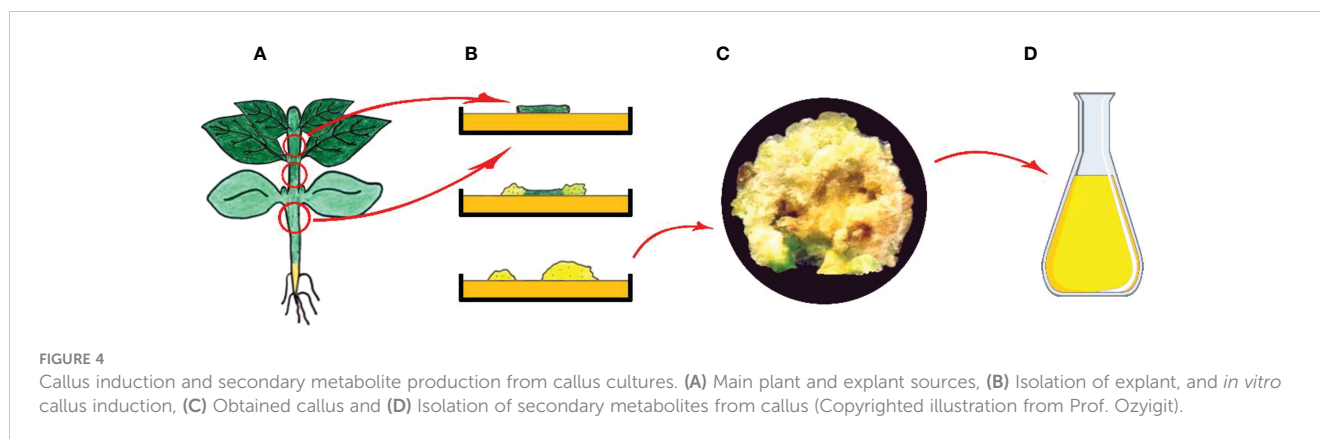 A B C D
FIGURE 4
Callus induction and secondary metabolite production from callus cultures. (A) Main plant and explant sources, (B) Isolation of explant, and in vitro
callus induction, (C) Obtained callus and (D) Isolation of secondary metabolites from callus (Copyrighted illustration from Prof. Ozyigit).